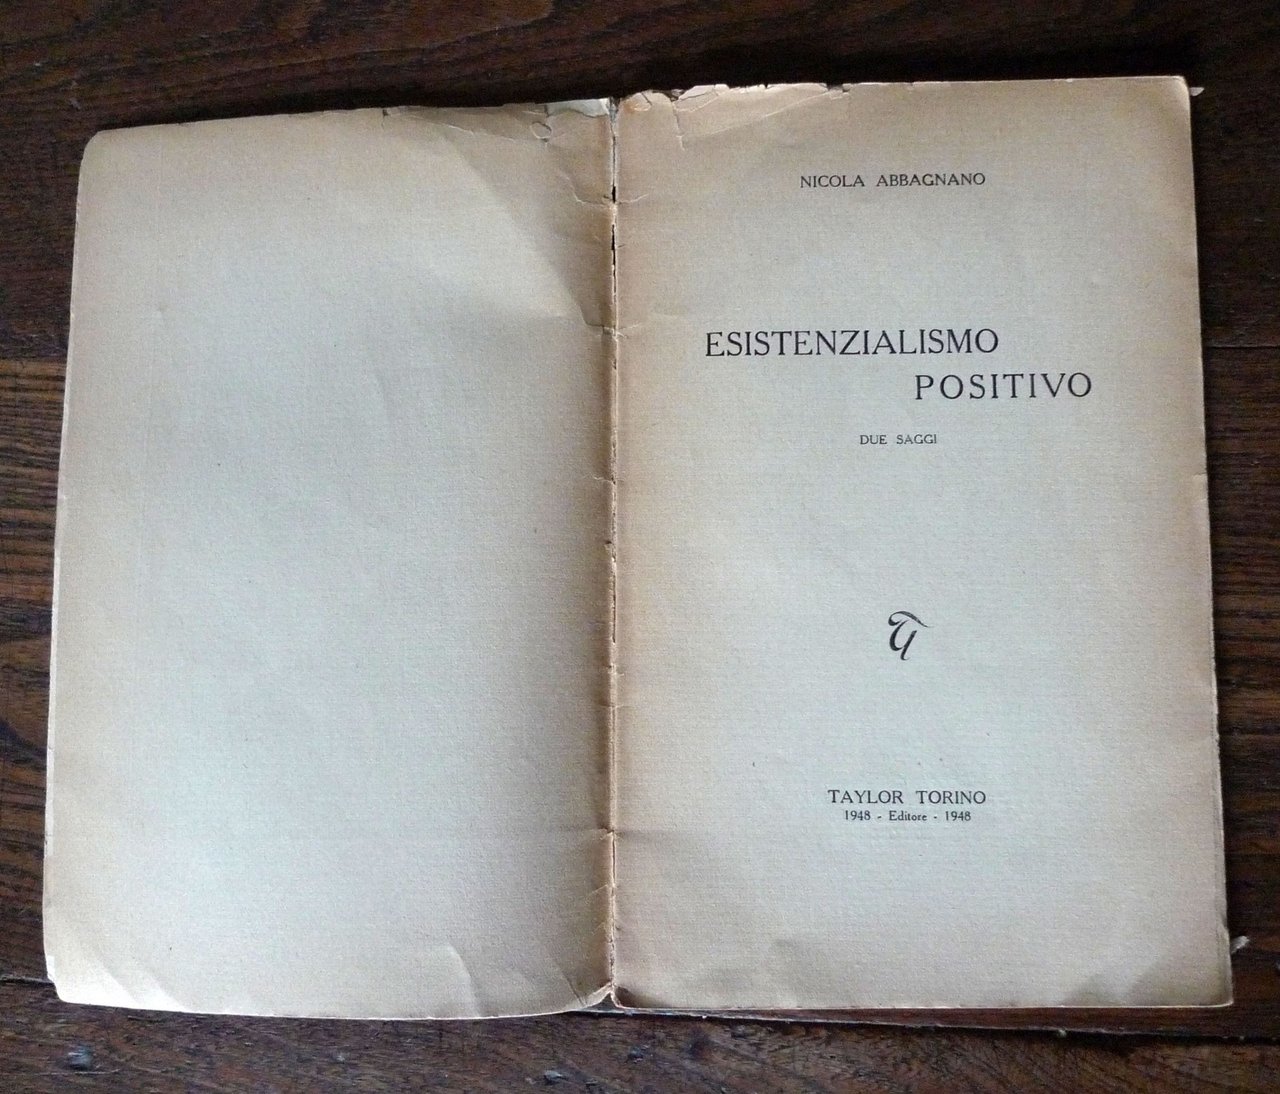 NICOLA ABBAGNANO
ESISTENZIALISMO
POSITIVO
DUE SAGGI
TAYLOR TORINO
1948 - Editore - 1948